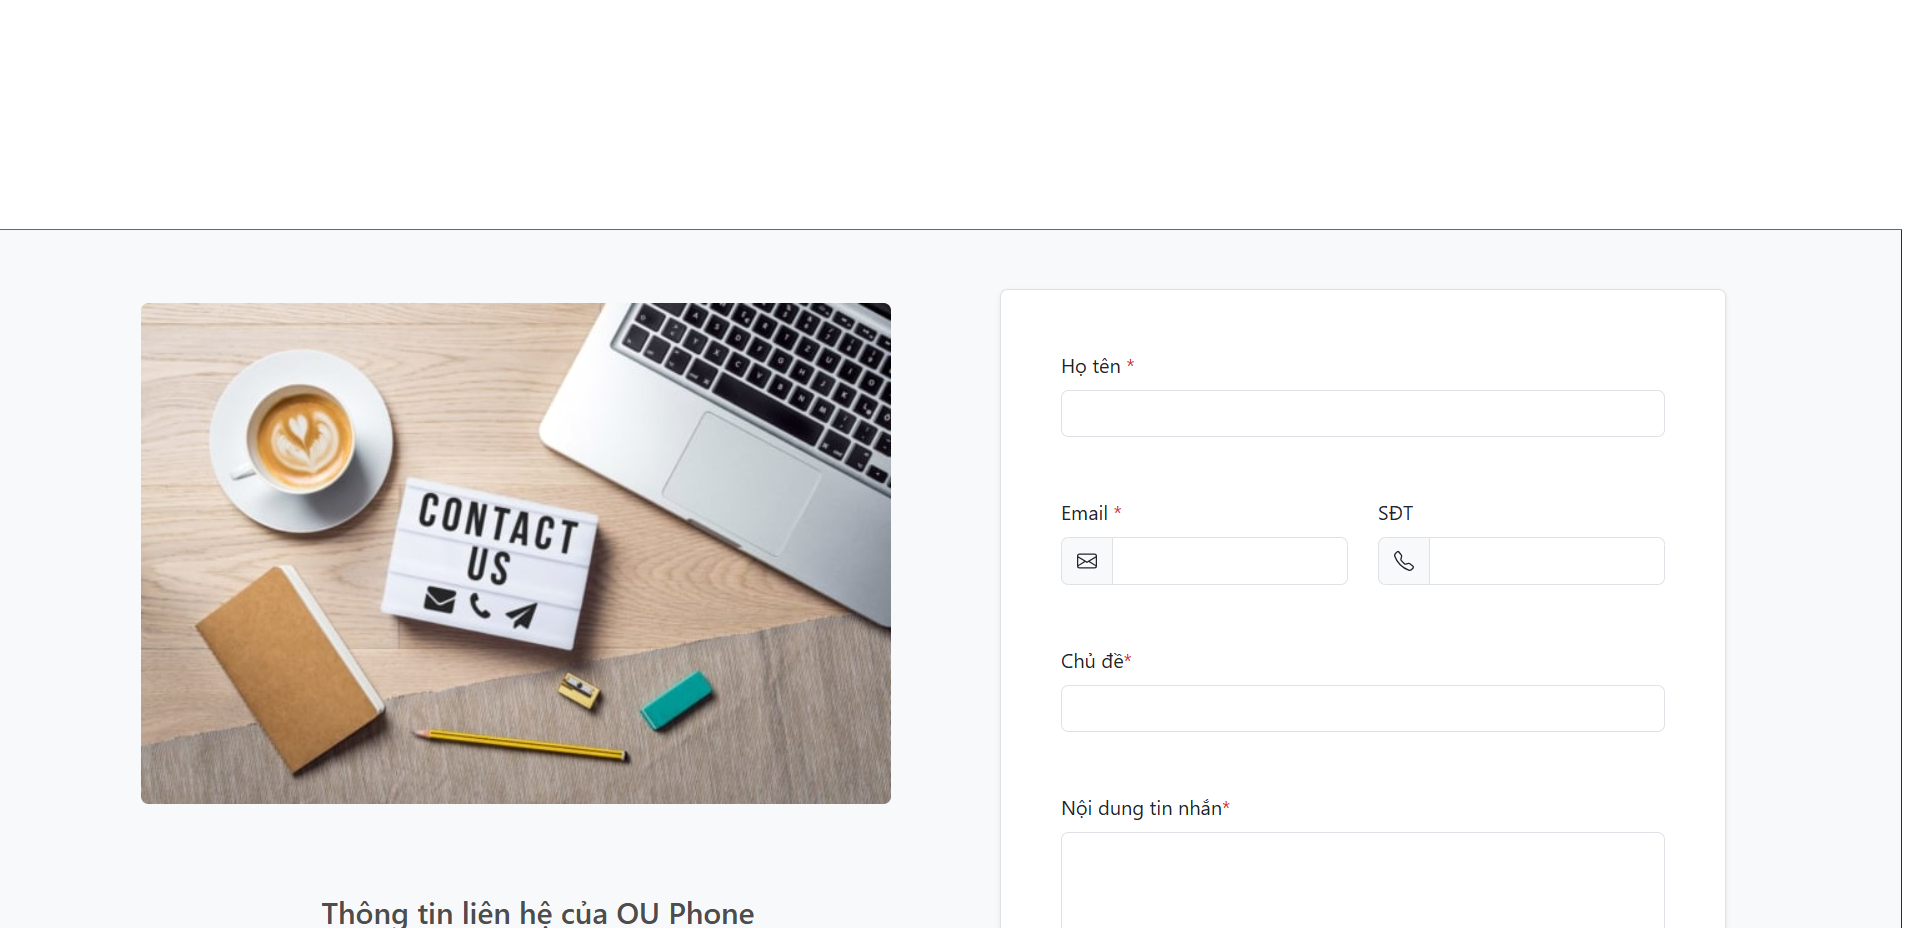 CONTACT
US
Thông tin liên hệ của OU Phone
Họ tên *
Email *
SĐT
Chủ đề*
Nội dung tin nhắn*